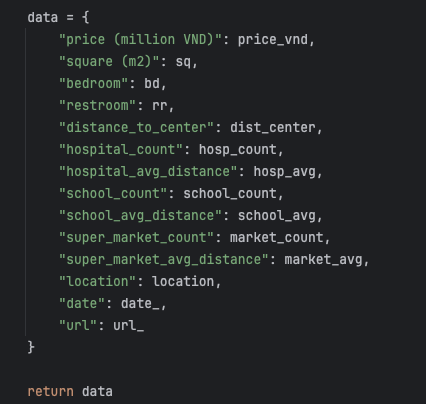 data = {
    "price (million VND)": price_vnd,
    "square (m2)": sq,
    "bedroom": bd,
    "restroom": rr,
    "distance_to_center": dist_center,
    "hospital_count": hosp_count,
    "hospital_avg_distance": hosp_avg,
    "school_count": school_count,
    "school_avg_distance": school_avg,
    "super_market_count": market_count,
    "super_market_avg_distance": market_avg,
    "location": location,
    "date": date_,
    "url": url_
}
return data